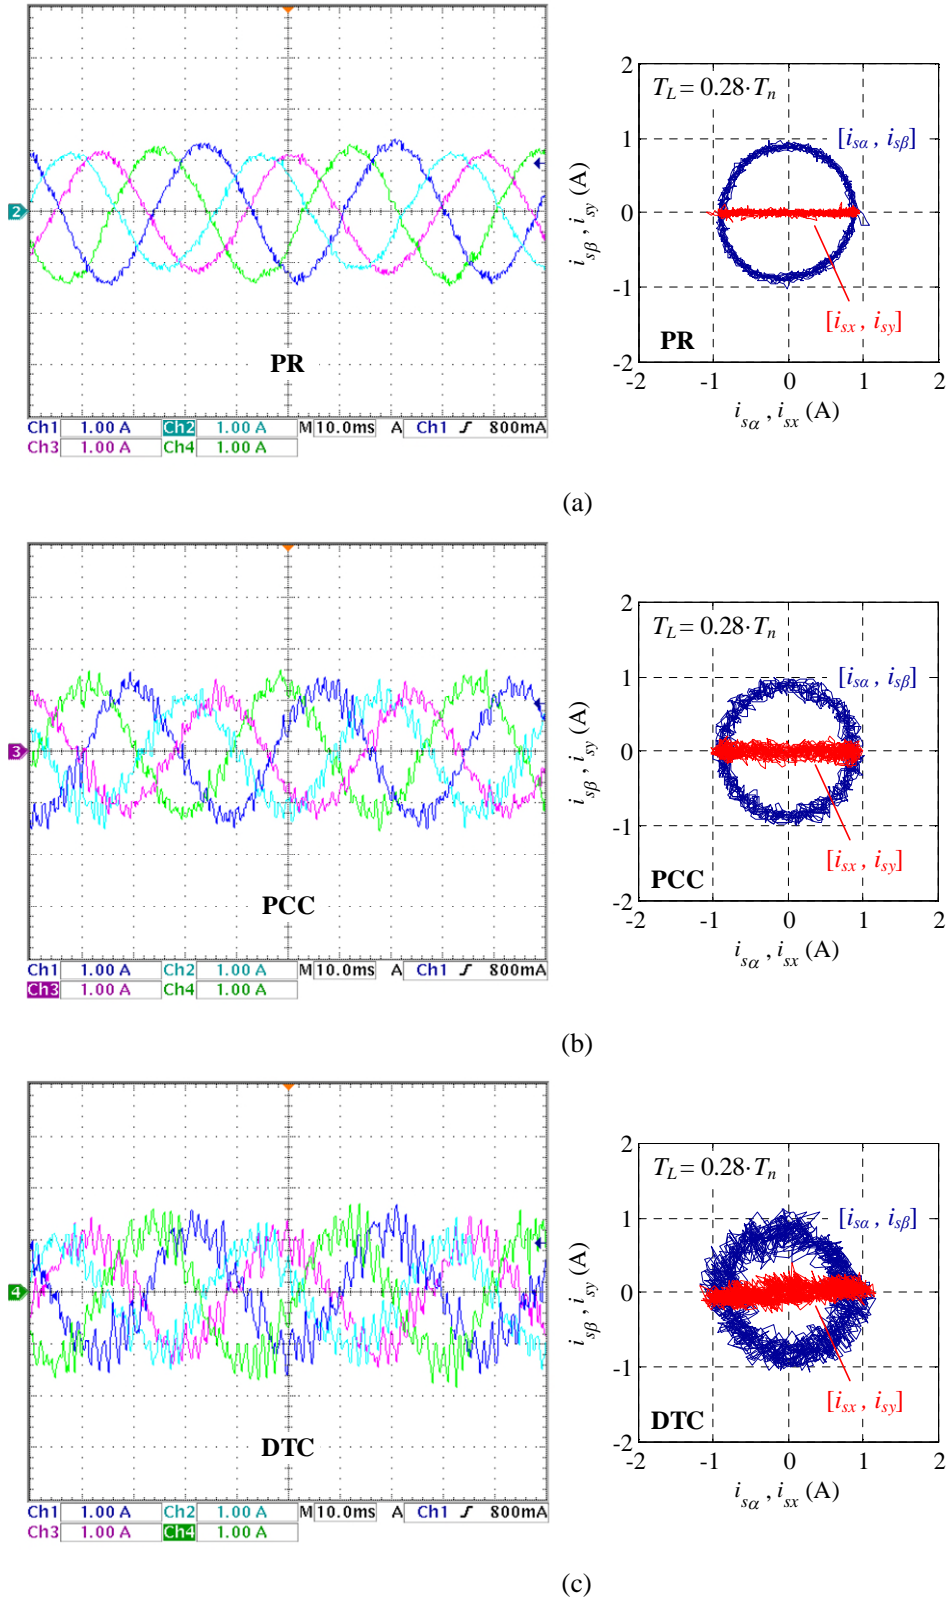 2
PR
Ch1 1.00 A Ch2 1.00 A M 10.0ms A Ch1 ∫ 800mA
Ch3 1.00 A Ch4 1.00 A
2
1
0
-1
-2
-2 -1 0 1 2
T_L = 0.28·T_n
[i_sα , i_sβ]
[i_sx , i_sy]
PR
i_sβ , i_sy (A)
i_sα , i_sx (A)
(a)
3
PCC
Ch1 1.00 A Ch2 1.00 A M 10.0ms A Ch1 ∫ 800mA
Ch3 1.00 A Ch4 1.00 A
2
1
0
-1
-2
-2 -1 0 1 2
T_L = 0.28·T_n
[i_sα , i_sβ]
[i_sx , i_sy]
PCC
i_sβ , i_sy (A)
i_sα , i_sx (A)
(b)
4
DTC
Ch1 1.00 A Ch2 1.00 A M 10.0ms A Ch1 ∫ 800mA
Ch3 1.00 A Ch4 1.00 A
2
1
0
-1
-2
-2 -1 0 1 2
T_L = 0.28·T_n
[i_sα , i_sβ]
[i_sx , i_sy]
DTC
i_sβ , i_sy (A)
i_sα , i_sx (A)
(c)